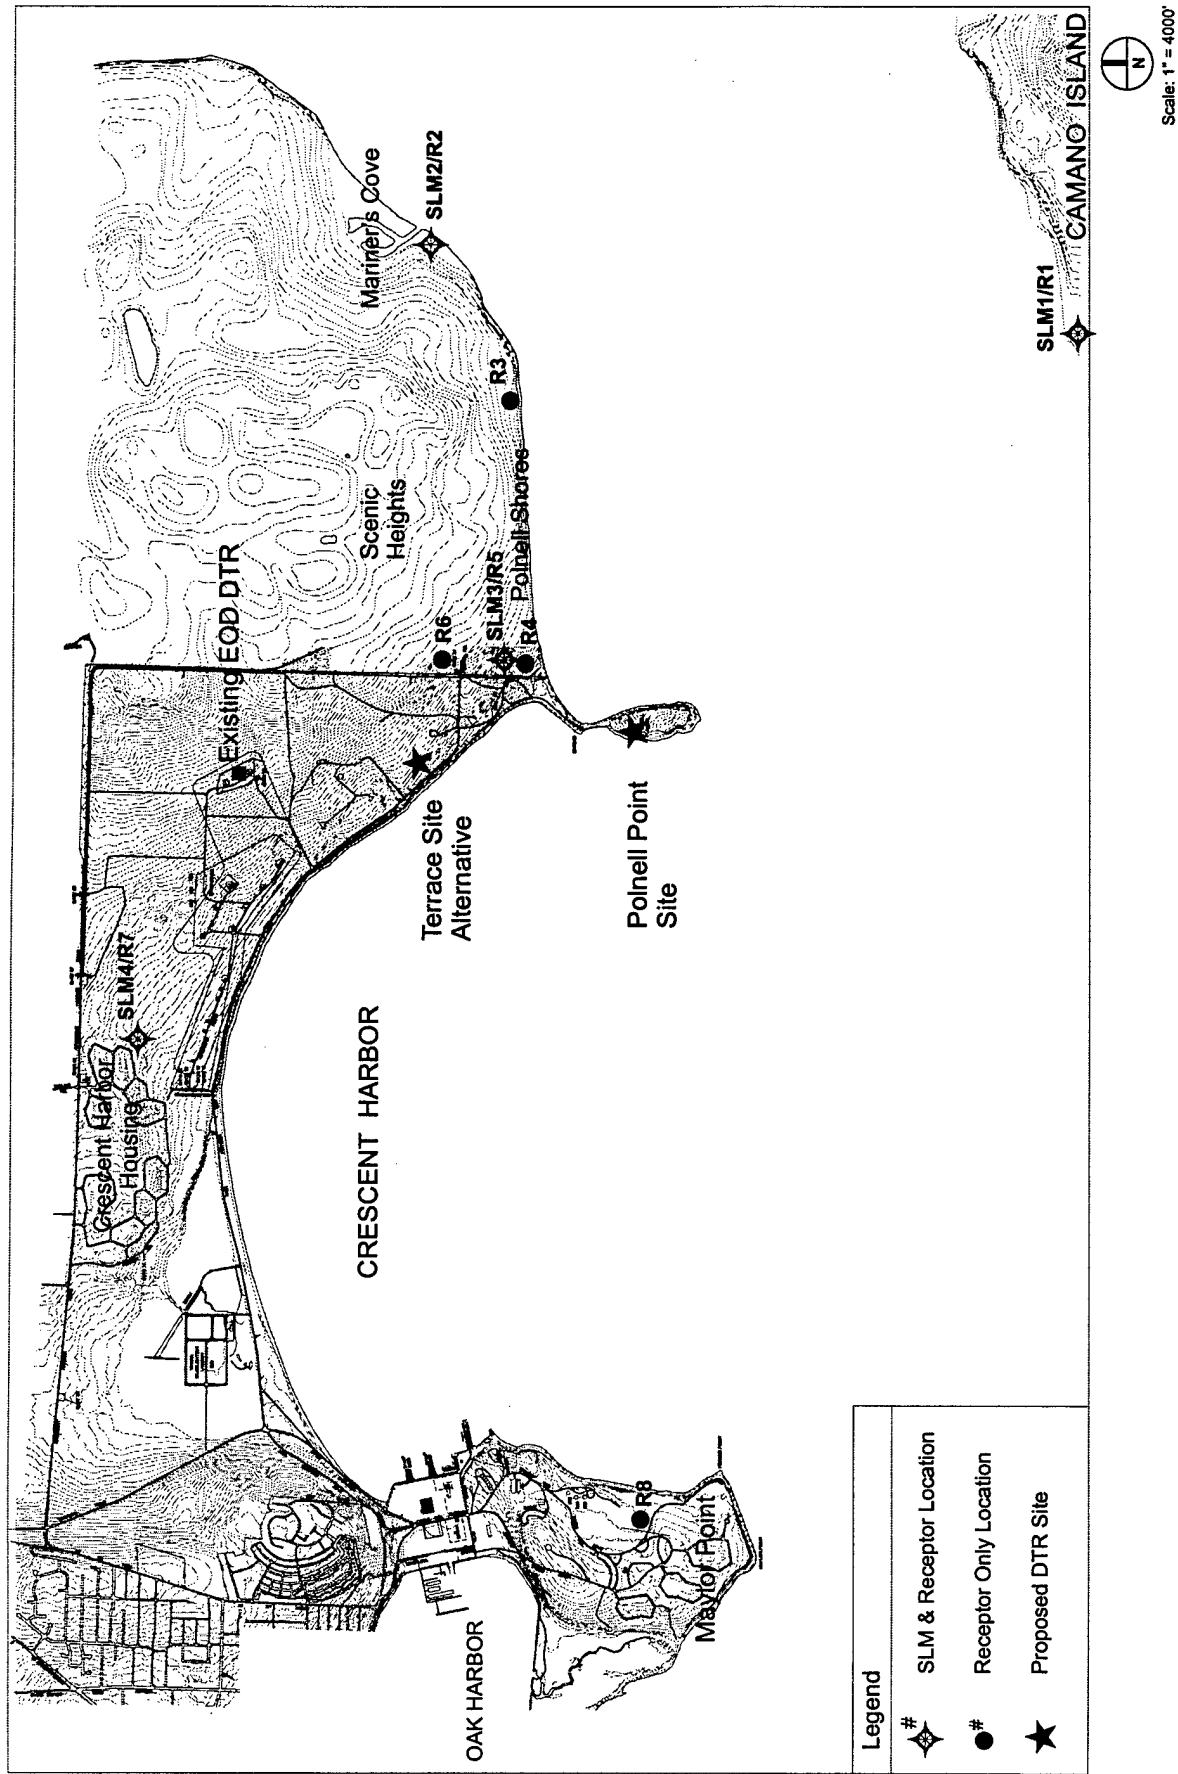 Mariner's Cove
SLM2/R2
CAMANO ISLAND
SLM1/R1
N
Scale: 1" = 4000'
R3
Scenic
Heights
Polnell Shores
Existing EOD DTR
R6
SLM3/R5
R4
Terrace Site
Alternative
Polnell Point
Site
SLM4/R7
Crescent Harbor
Housing
CRESCENT HARBOR
OAK HARBOR
Maylor Point
R8
Legend
# SLM & Receptor Location
# Receptor Only Location
Proposed DTR Site